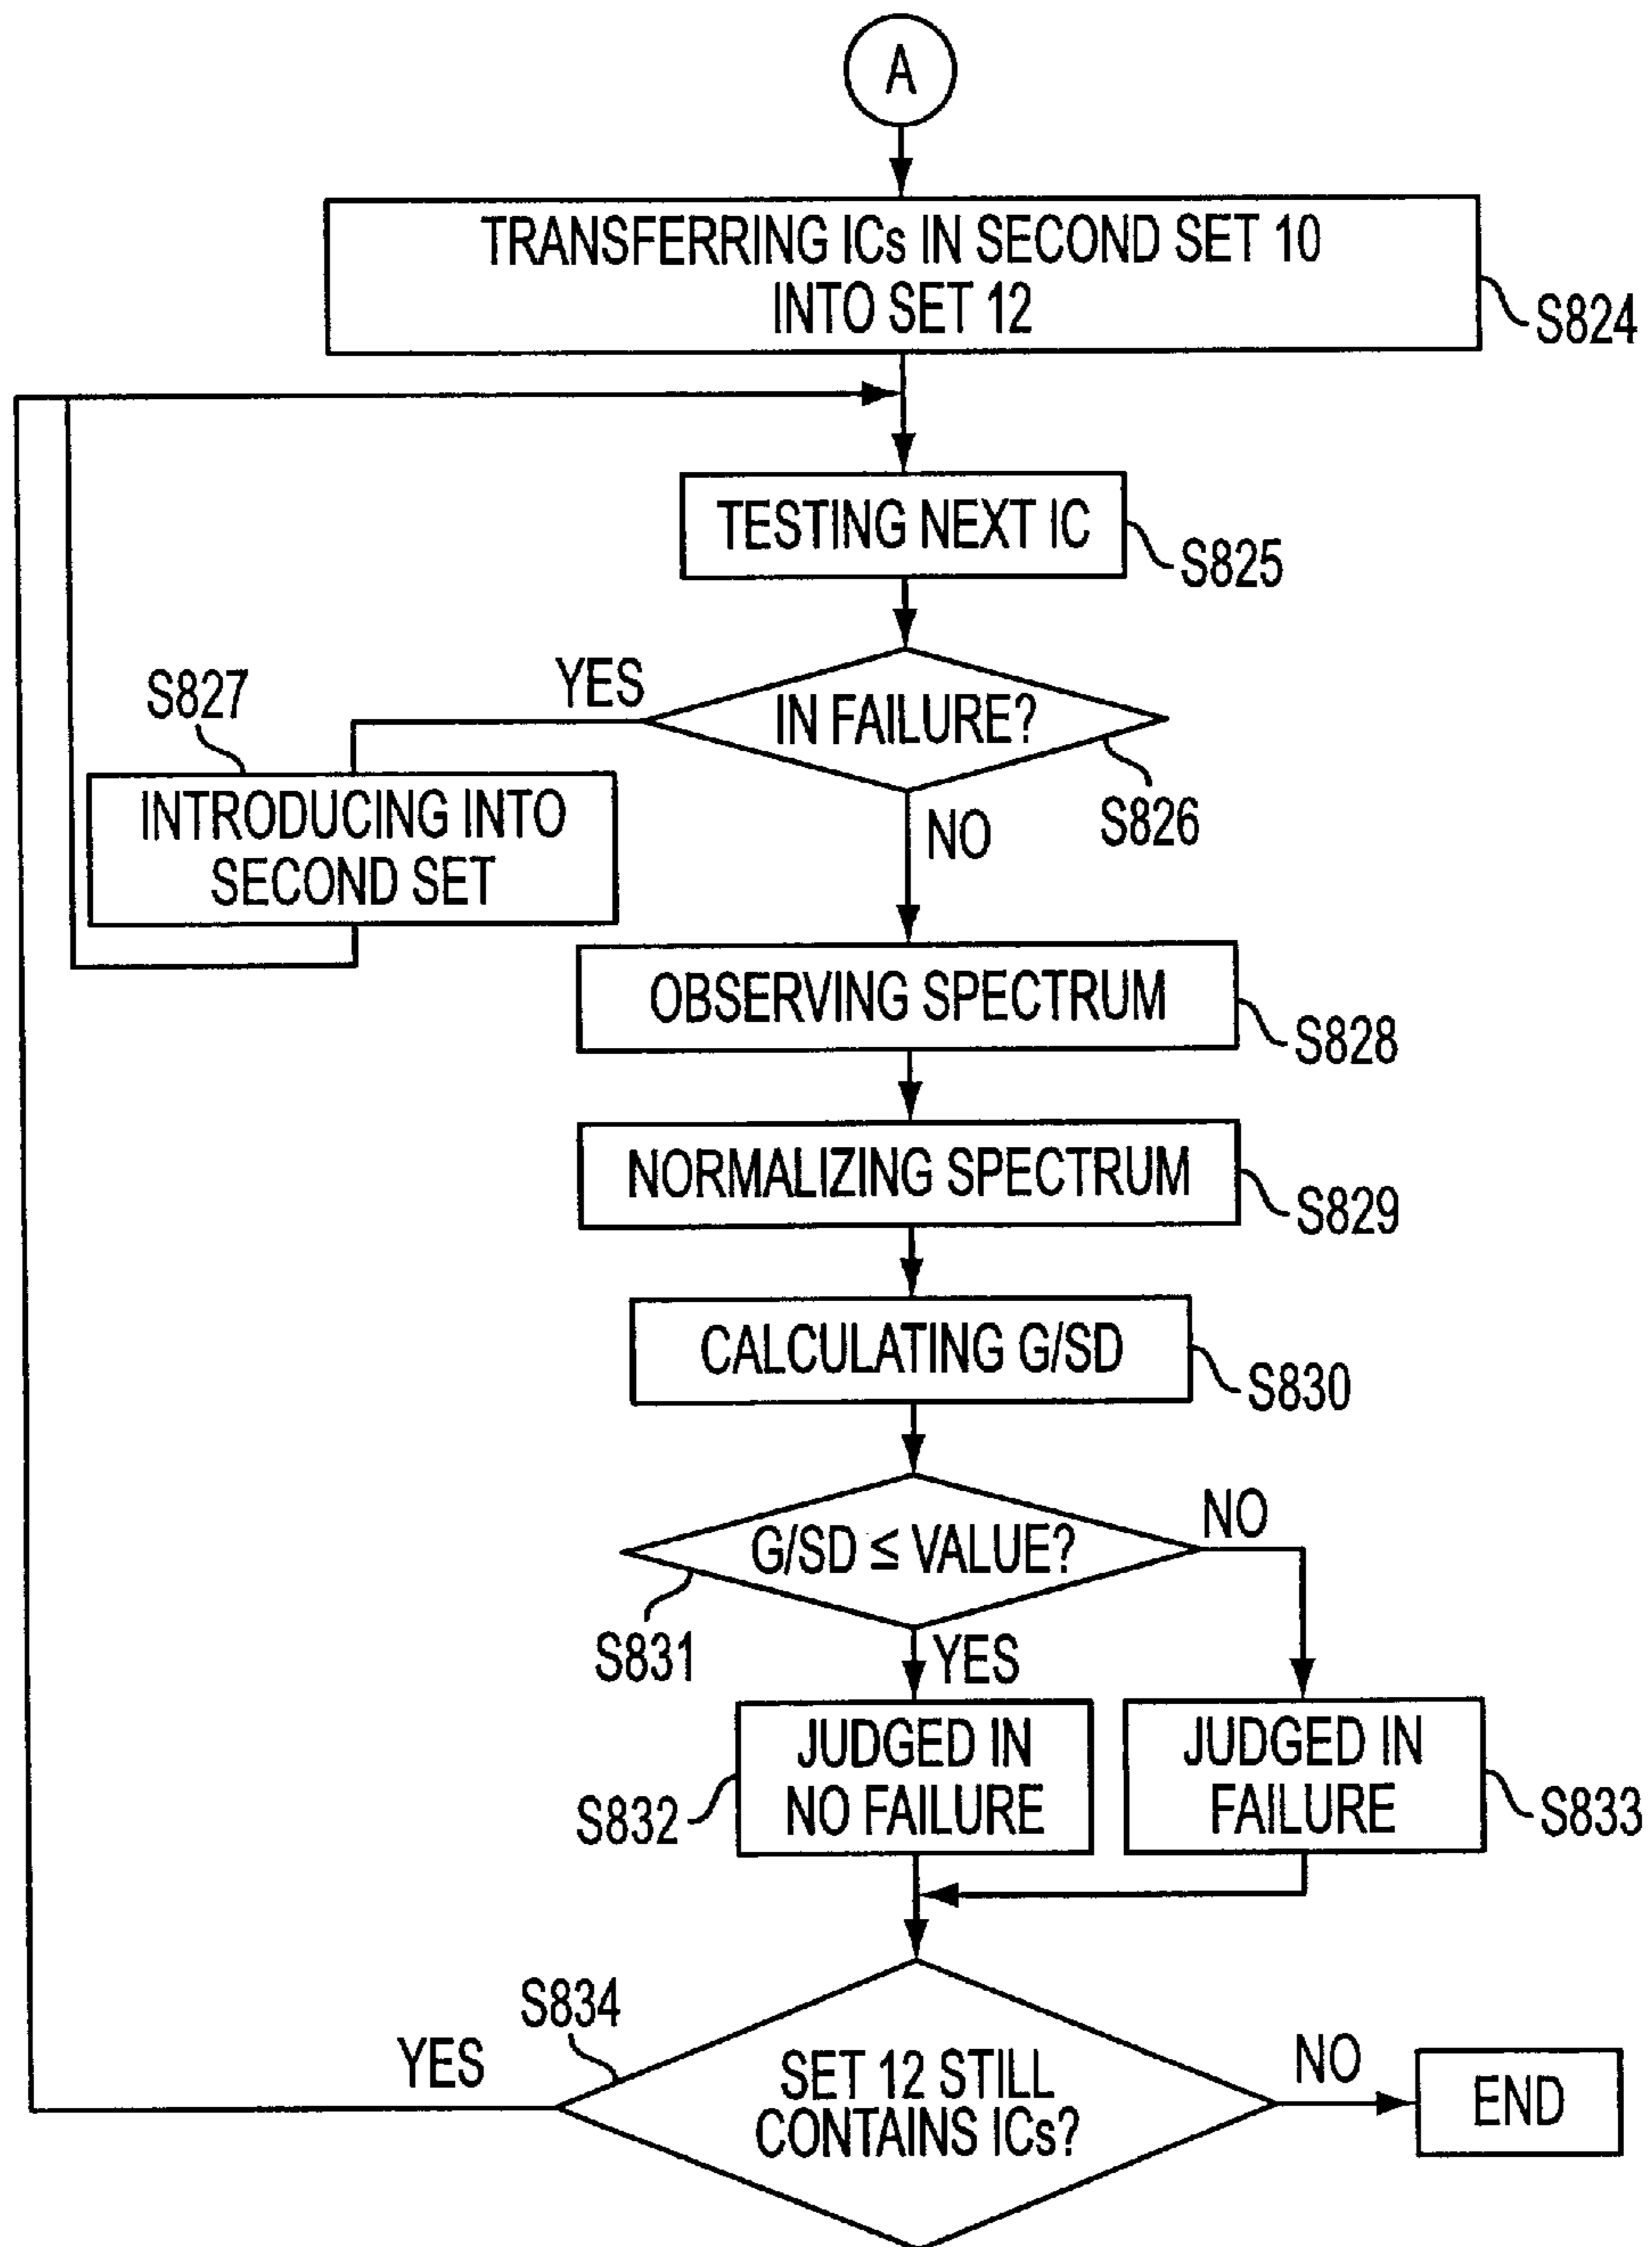 A
TRANSFERRING ICs IN SECOND SET 10
INTO SET 12
S824
TESTING NEXT IC
S825
S827
YES
IN FAILURE?
S826
INTRODUCING INTO
SECOND SET
NO
OBSERVING SPECTRUM
S828
NORMALIZING SPECTRUM
S829
CALCULATING G/SD
S830
G/SD ≤ VALUE?
NO
S831
YES
JUDGED IN
NO FAILURE
S832
JUDGED IN
FAILURE
S833
S834
YES
SET 12 STILL
CONTAINS ICs?
NO
END